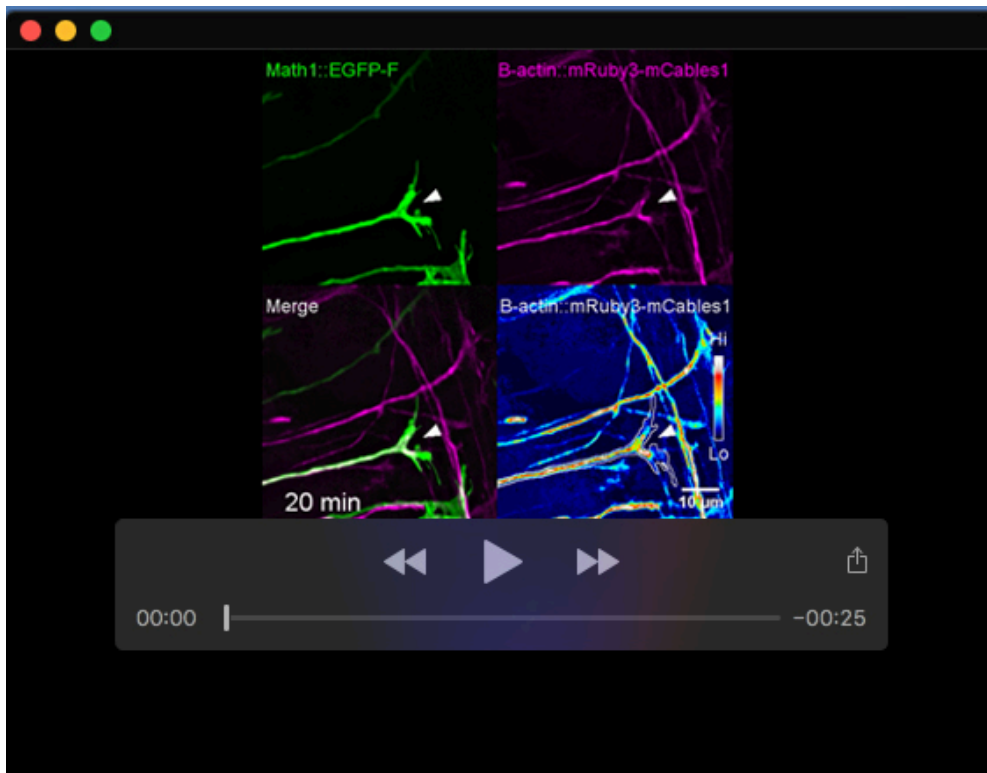 Math1::EGFP-F
B-actin::mRuby3-mCables1
Merge
B-actin::mRuby3-mCables1
Hi
Lo
20 min
10 µm
00:00
-00:25